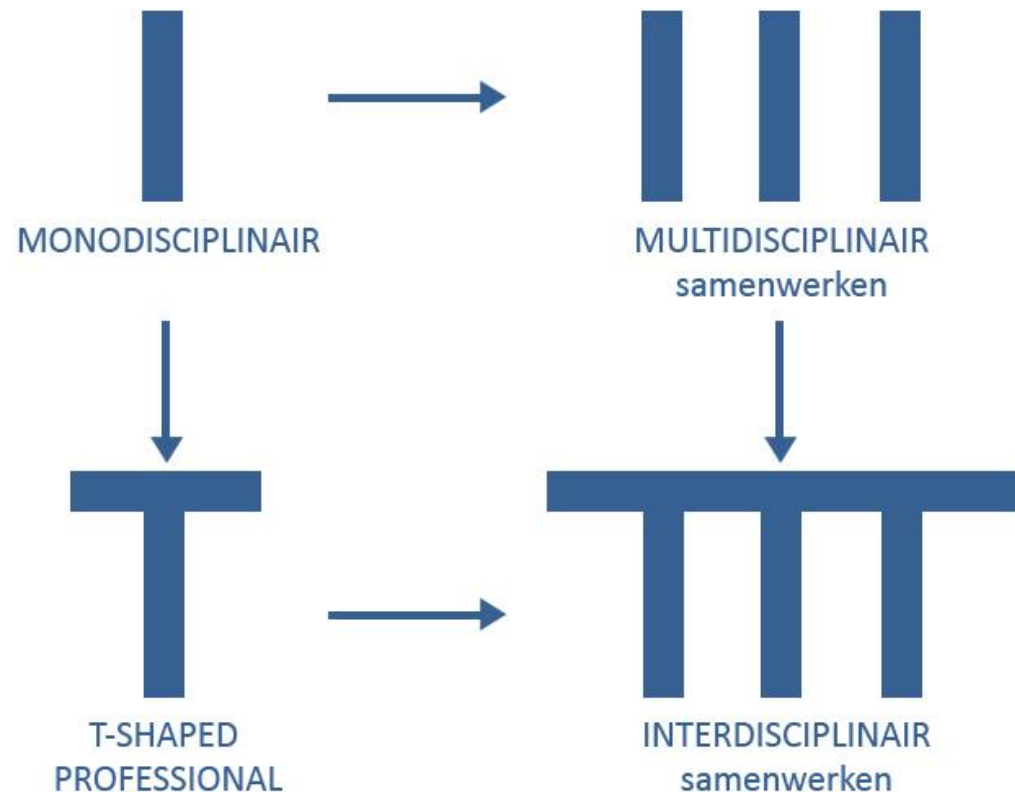 MONODISCIPLINAIR
MULTIDISCIPLINAIR
samenwerken
T-SHAPED
PROFESSIONAL
INTERDISCIPLINAIR
samenwerken